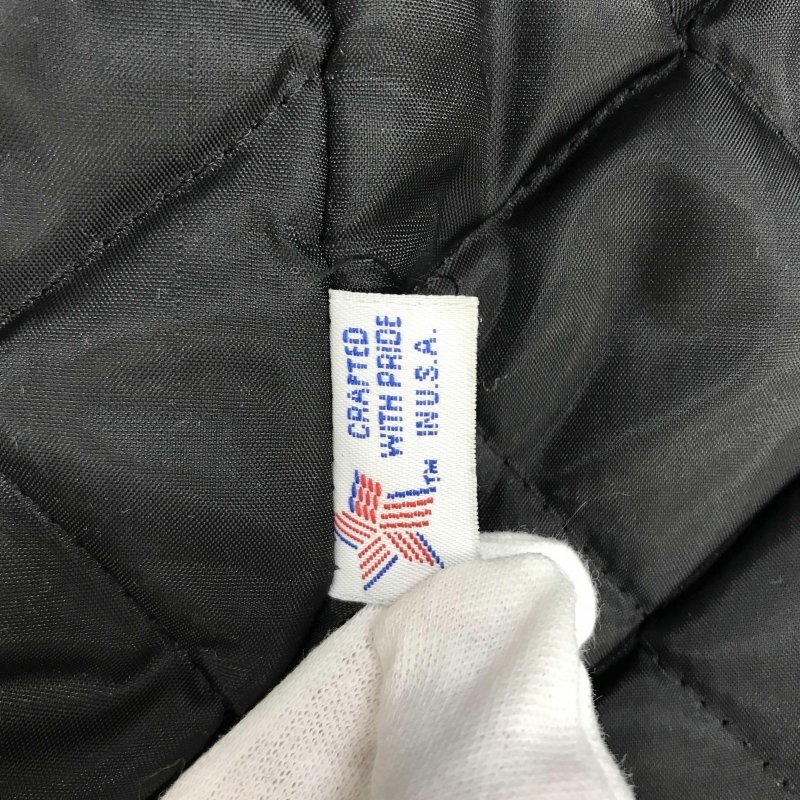 CRAFTED
WITH PRIDE
IN U.S.A.
TM